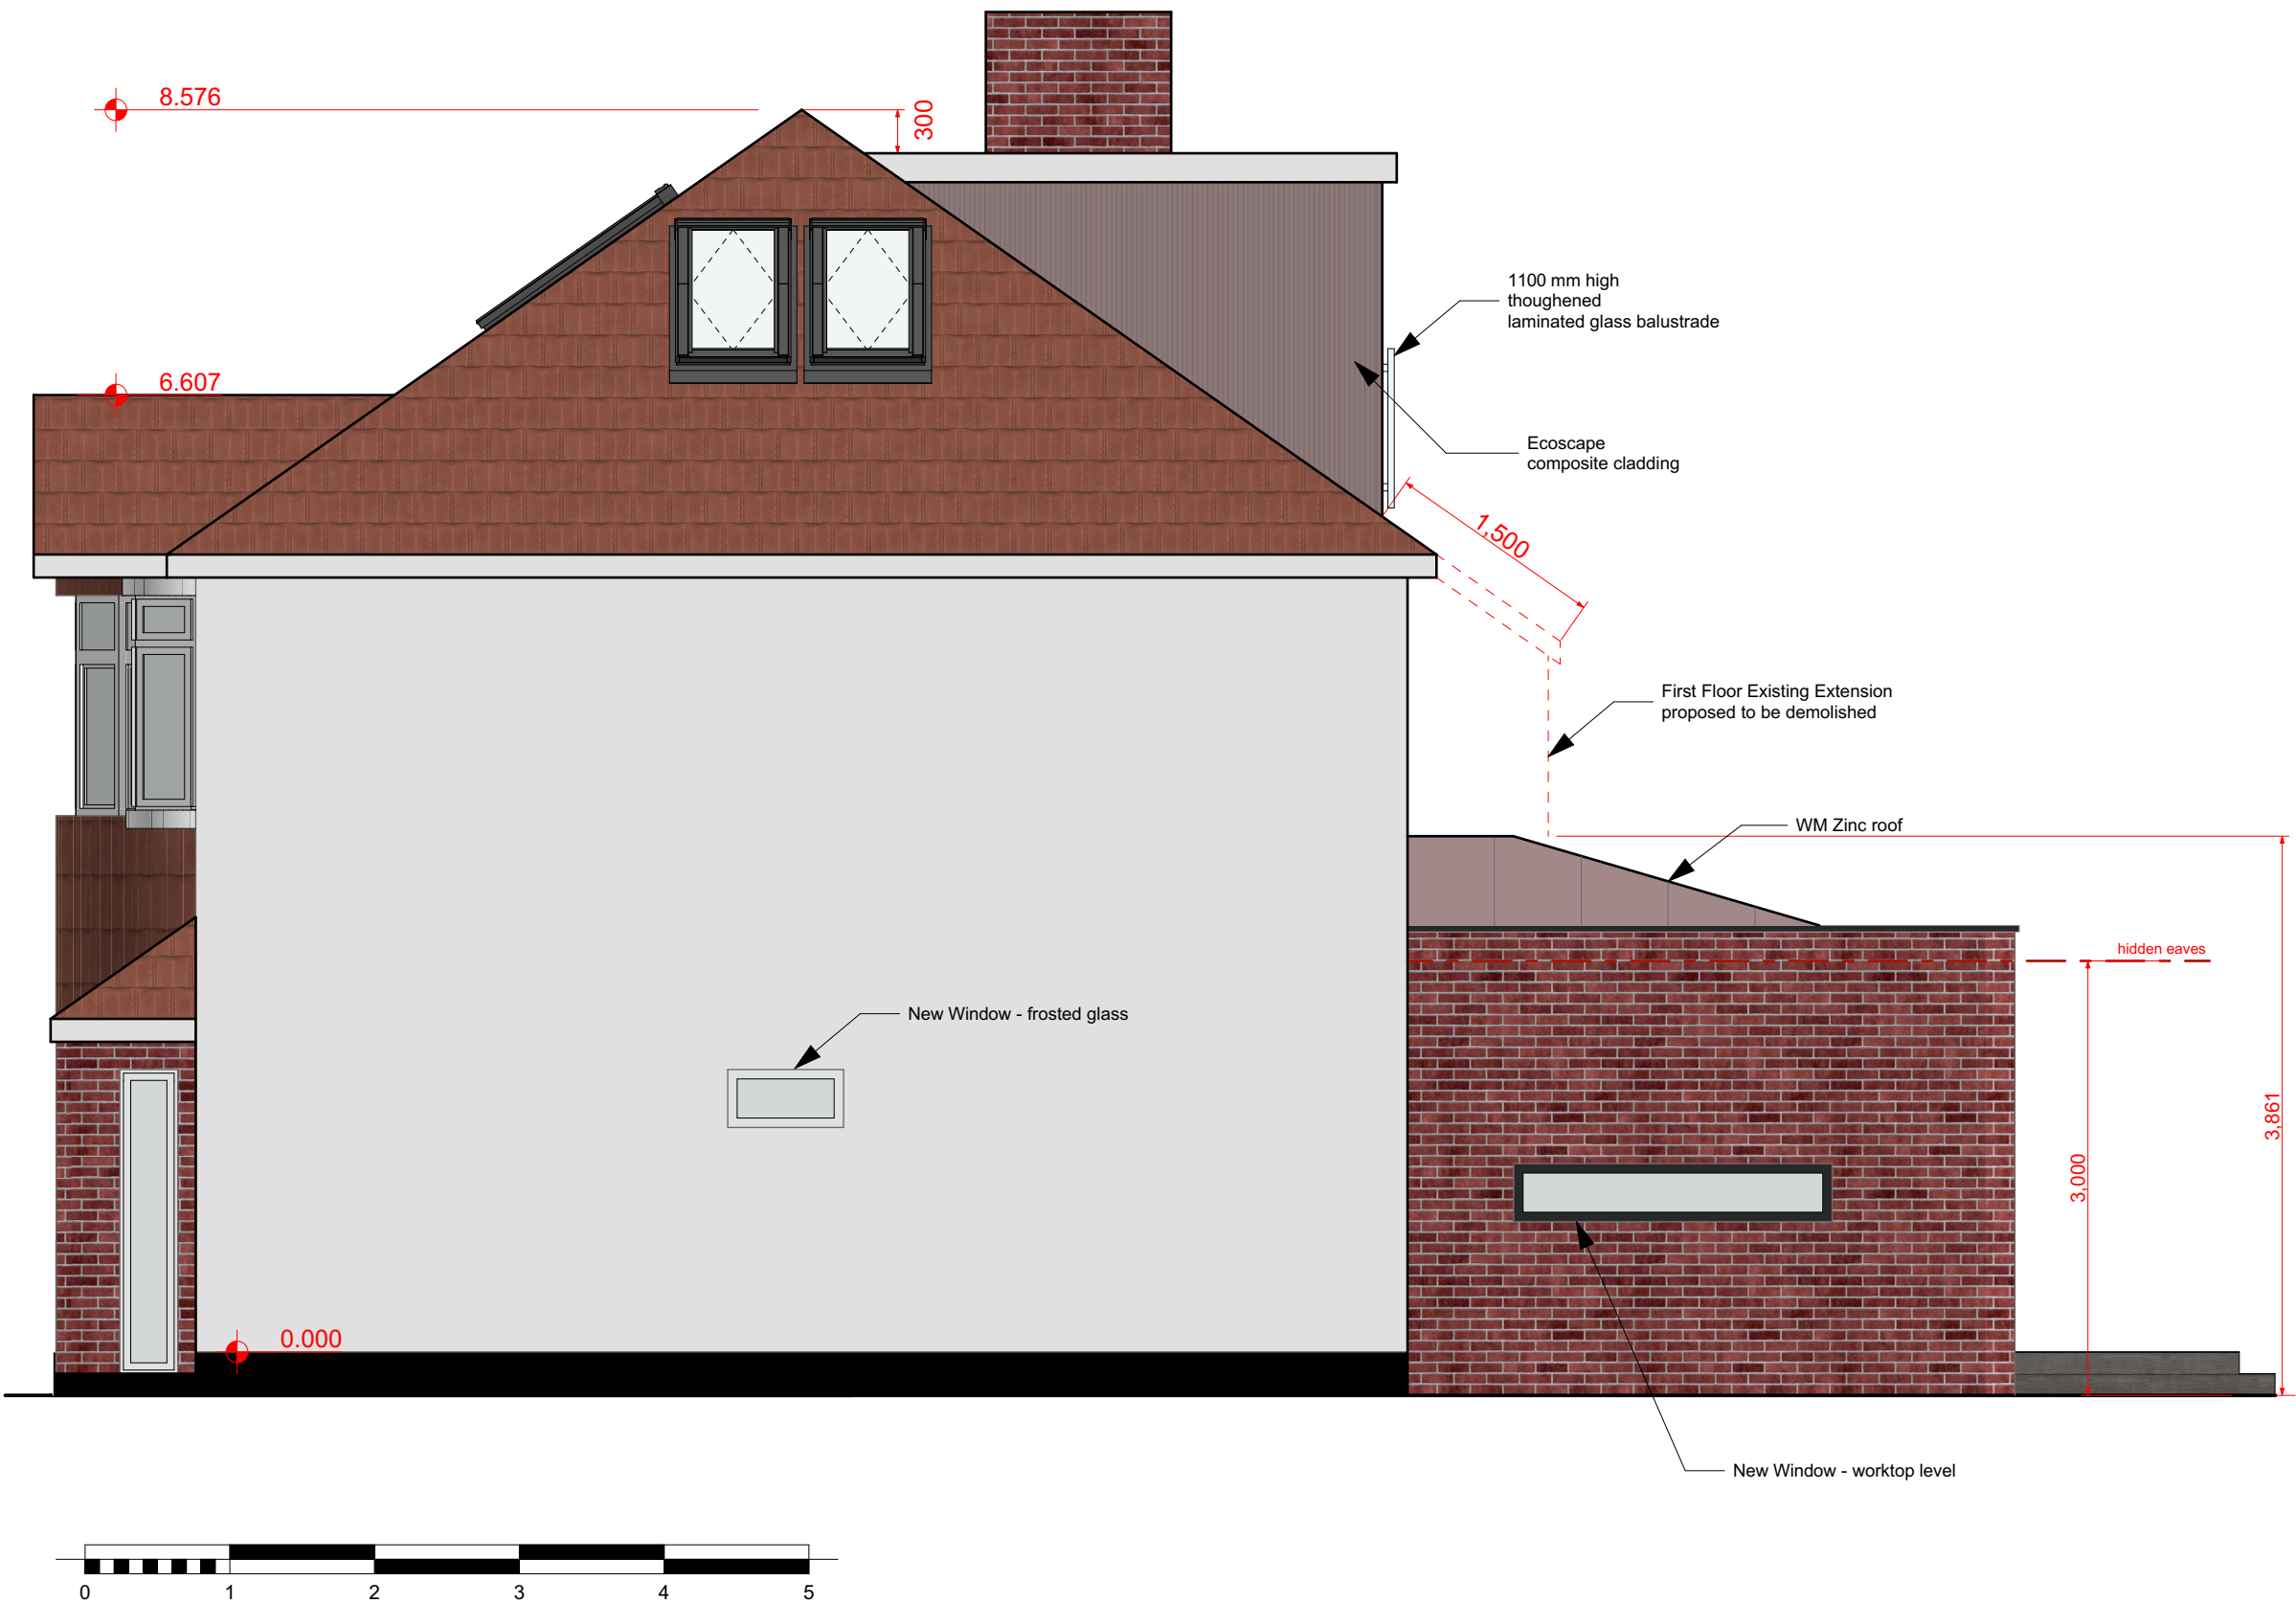 8.576
300
1100 mm high
thoughened
laminated glass balustrade
6.607
Ecoscape
composite cladding
1,500
First Floor Existing Extension
proposed to be demolished
WM Zinc roof
hidden eaves
New Window - frosted glass
3,861
3,000
0.000
New Window - worktop level
0 1 2 3 4 5